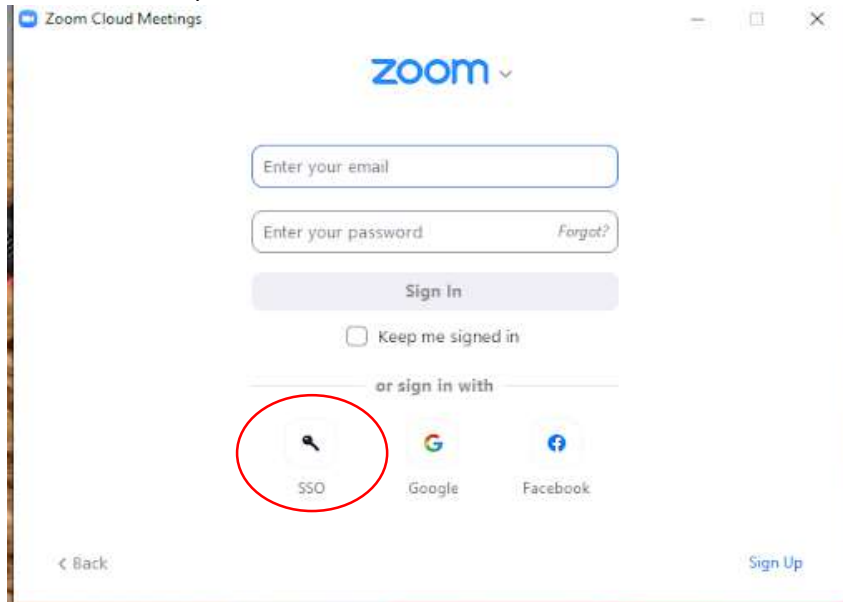 Zoom Cloud Meetings
zoom
Enter your email
Enter your password Forgot?
Sign In
Keep me signed in
or sign in with
SSO Google Facebook
< Back Sign Up